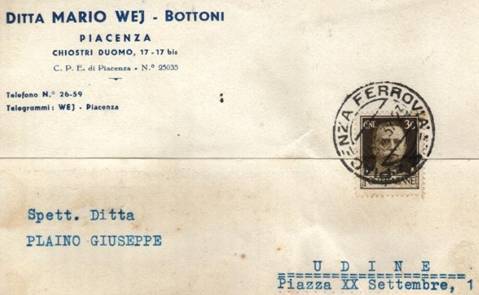 DITTA MARIO WEJ - BOTTONI
PIACENZA
CHIOSTRI DUOMO, 17 - 17 bis
C. P. E. di Piacenza - N.° 25035
Telefono N.° 26-59
Telegrammi: WEJ - Piacenza
FERROVIA
Spett. Ditta
PLAINO GIUSEPPE
UDINE
Piazza XX Settembre, 1